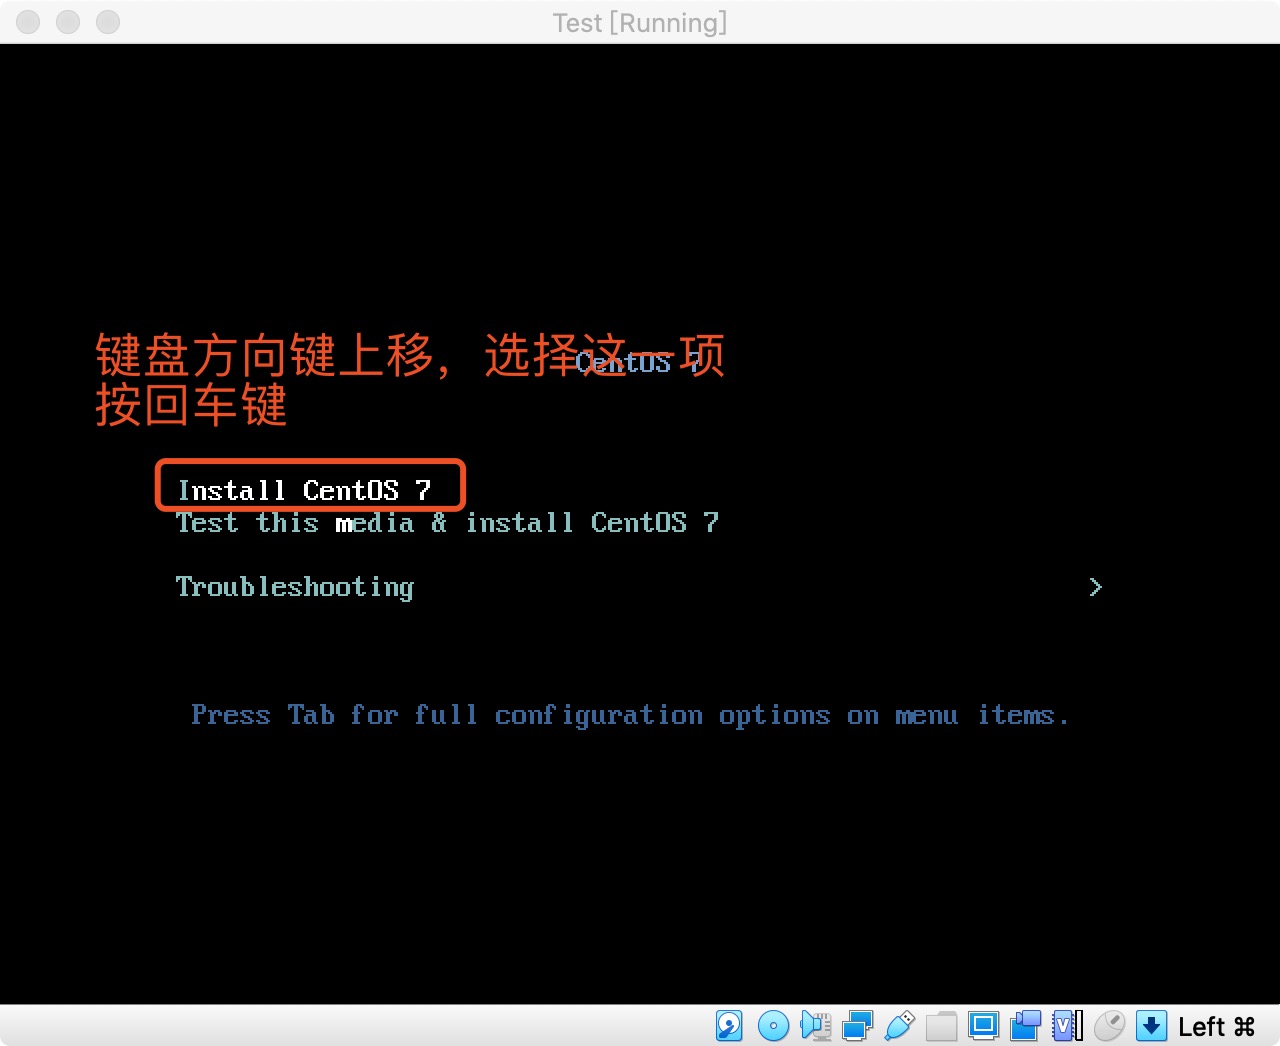 Test [Running]
键盘方向键上移，选择这一项
CentOS 7
按回车键
Install CentOS 7
Test this media & install CentOS 7
Troubleshooting >
Press Tab for full configuration options on menu items.
Left ⌘